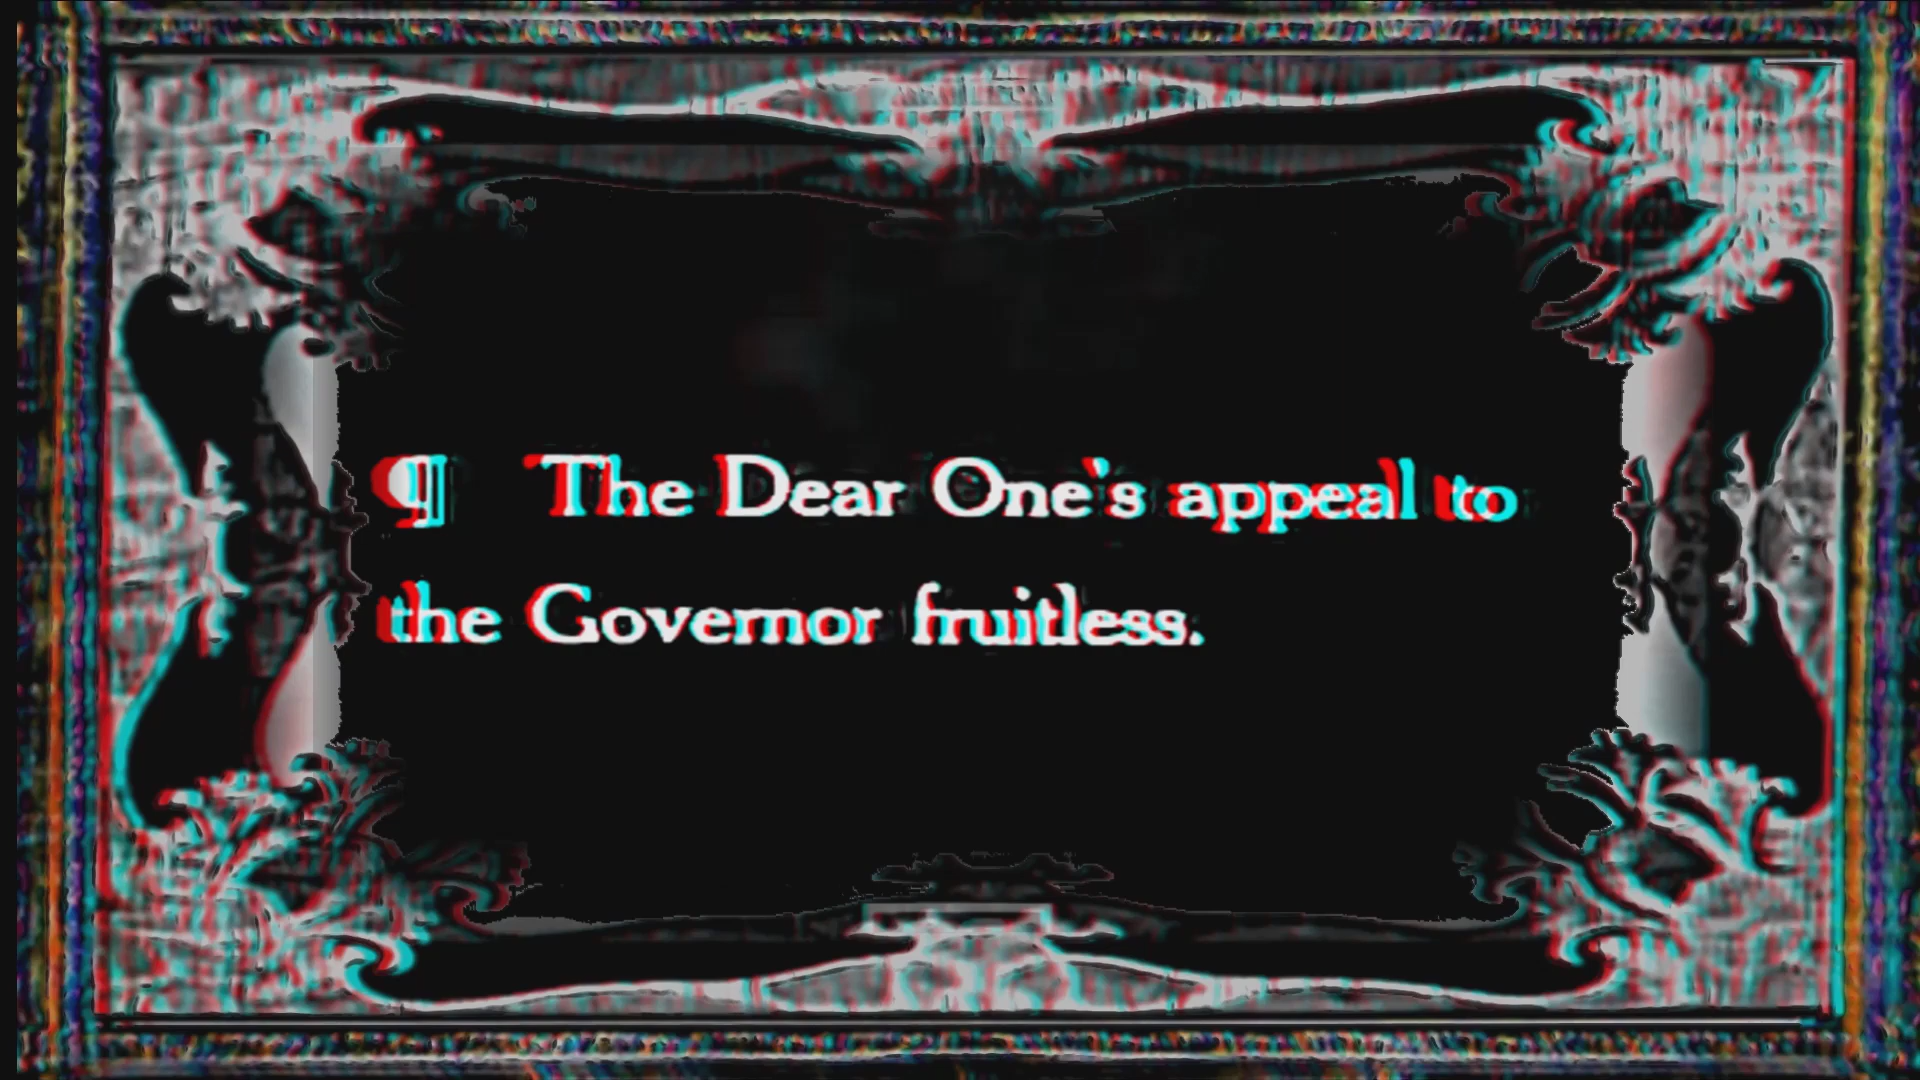 ¶ The Dear One's appeal to
the Governor fruitless.